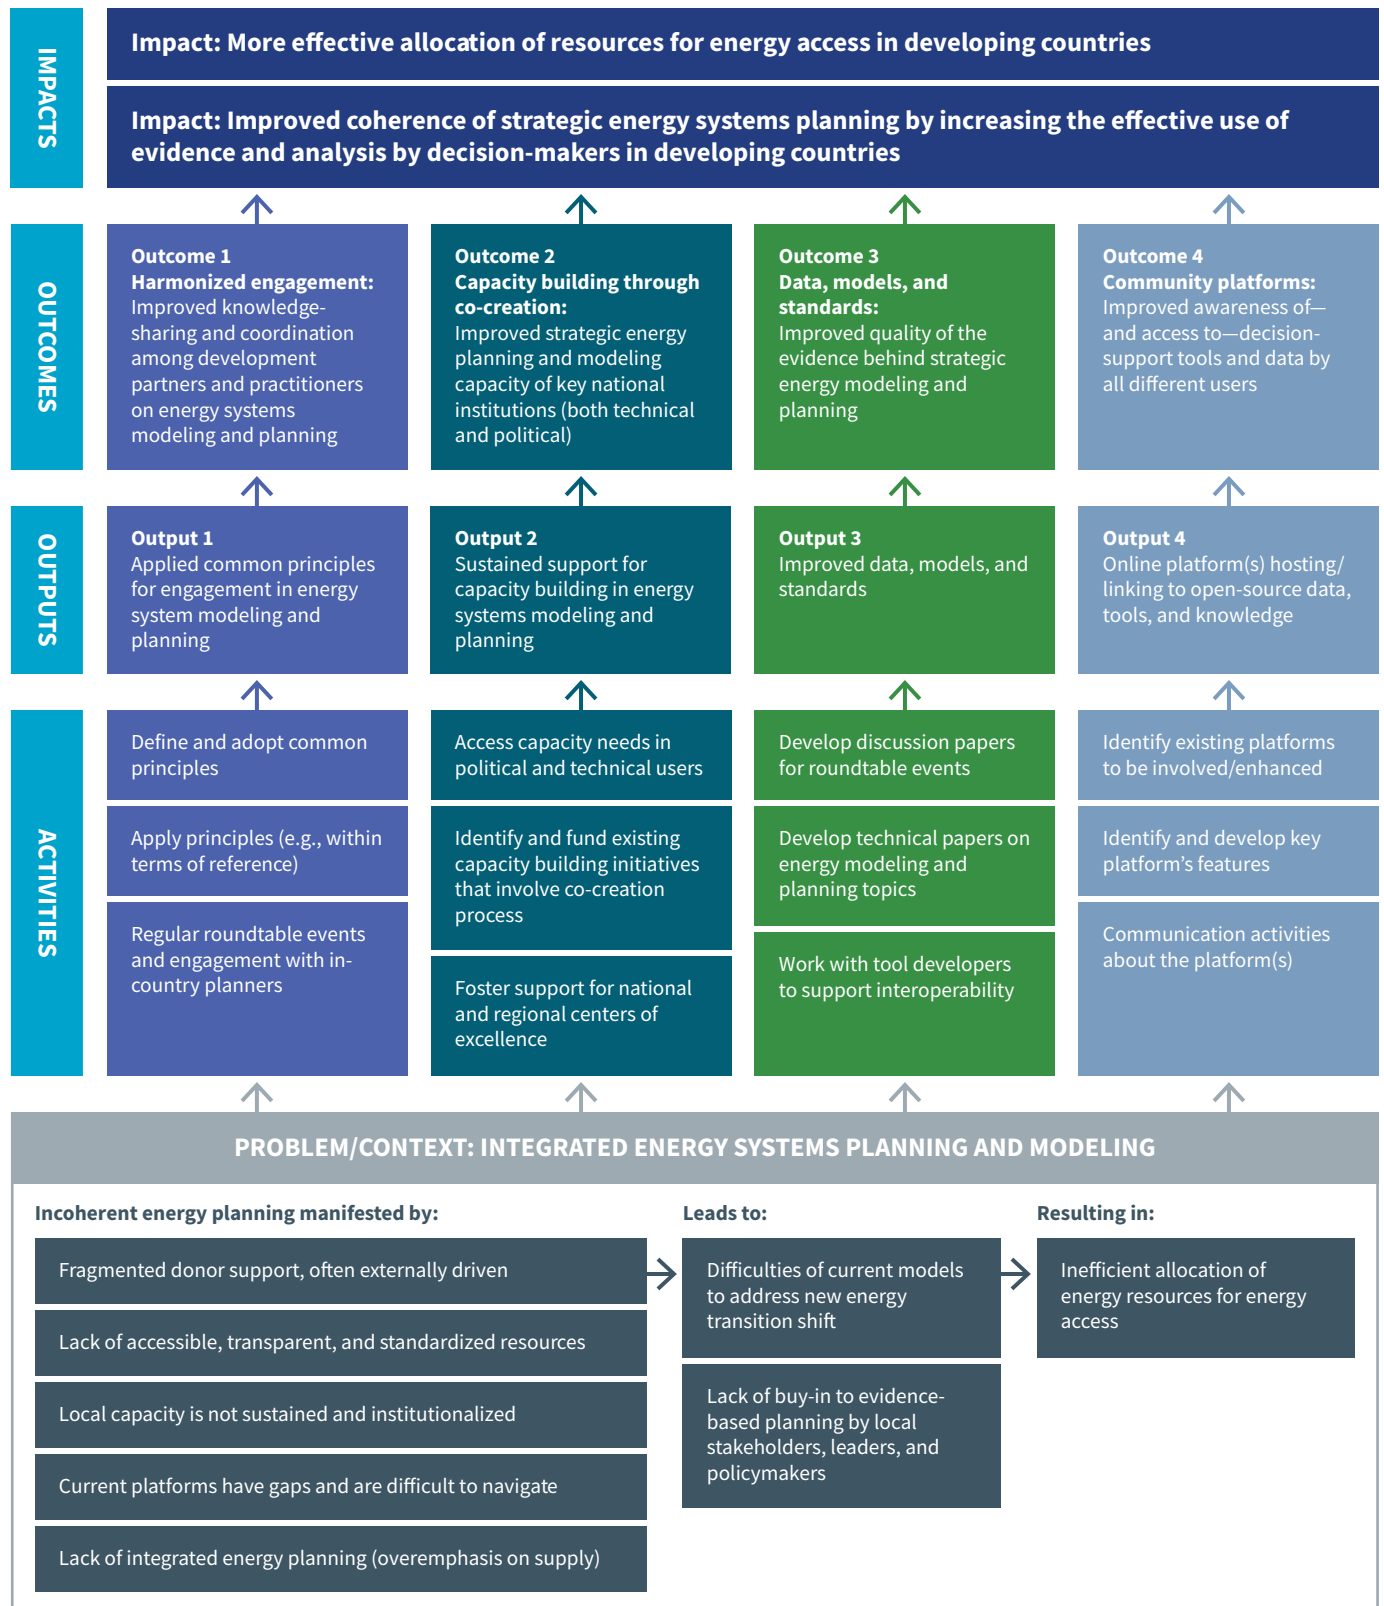 IMPACTS
Impact: More effective allocation of resources for energy access in developing countries
Impact: Improved coherence of strategic energy systems planning by increasing the effective use of
evidence and analysis by decision-makers in developing countries
OUTCOMES
Outcome 1
Harmonized engagement:
Improved knowledge-
sharing and coordination
among development
partners and practitioners
on energy systems
modeling and planning
Outcome 2
Capacity building through
co-creation:
Improved strategic energy
planning and modeling
capacity of key national
institutions (both technical
and political)
Outcome 3
Data, models, and
standards:
Improved quality of the
evidence behind strategic
energy modeling and
planning
Outcome 4
Community platforms:
Improved awareness of—
and access to—decision-
support tools and data by
all different users
OUTPUTS
Output 1
Applied common principles
for engagement in energy
system modeling and
planning
Output 2
Sustained support for
capacity building in energy
systems modeling and
planning
Output 3
Improved data, models, and
standards
Output 4
Online platform(s) hosting/
linking to open-source data,
tools, and knowledge
ACTIVITIES
Define and adopt common
principles
Apply principles (e.g., within
terms of reference)
Regular roundtable events
and engagement with in-
country planners
Access capacity needs in
political and technical users
Identify and fund existing
capacity building initiatives
that involve co-creation
process
Foster support for national
and regional centers of
excellence
Develop discussion papers
for roundtable events
Develop technical papers on
energy modeling and
planning topics
Work with tool developers
to support interoperability
Identify existing platforms
to be involved/enhanced
Identify and develop key
platform’s features
Communication activities
about the platform(s)
PROBLEM/CONTEXT: INTEGRATED ENERGY SYSTEMS PLANNING AND MODELING
Incoherent energy planning manifested by:
Fragmented donor support, often externally driven
Lack of accessible, transparent, and standardized resources
Local capacity is not sustained and institutionalized
Current platforms have gaps and are difficult to navigate
Lack of integrated energy planning (overemphasis on supply)
Leads to:
Difficulties of current models
to address new energy
transition shift
Lack of buy-in to evidence-
based planning by local
stakeholders, leaders, and
policymakers
Resulting in:
Inefficient allocation of
energy resources for energy
access